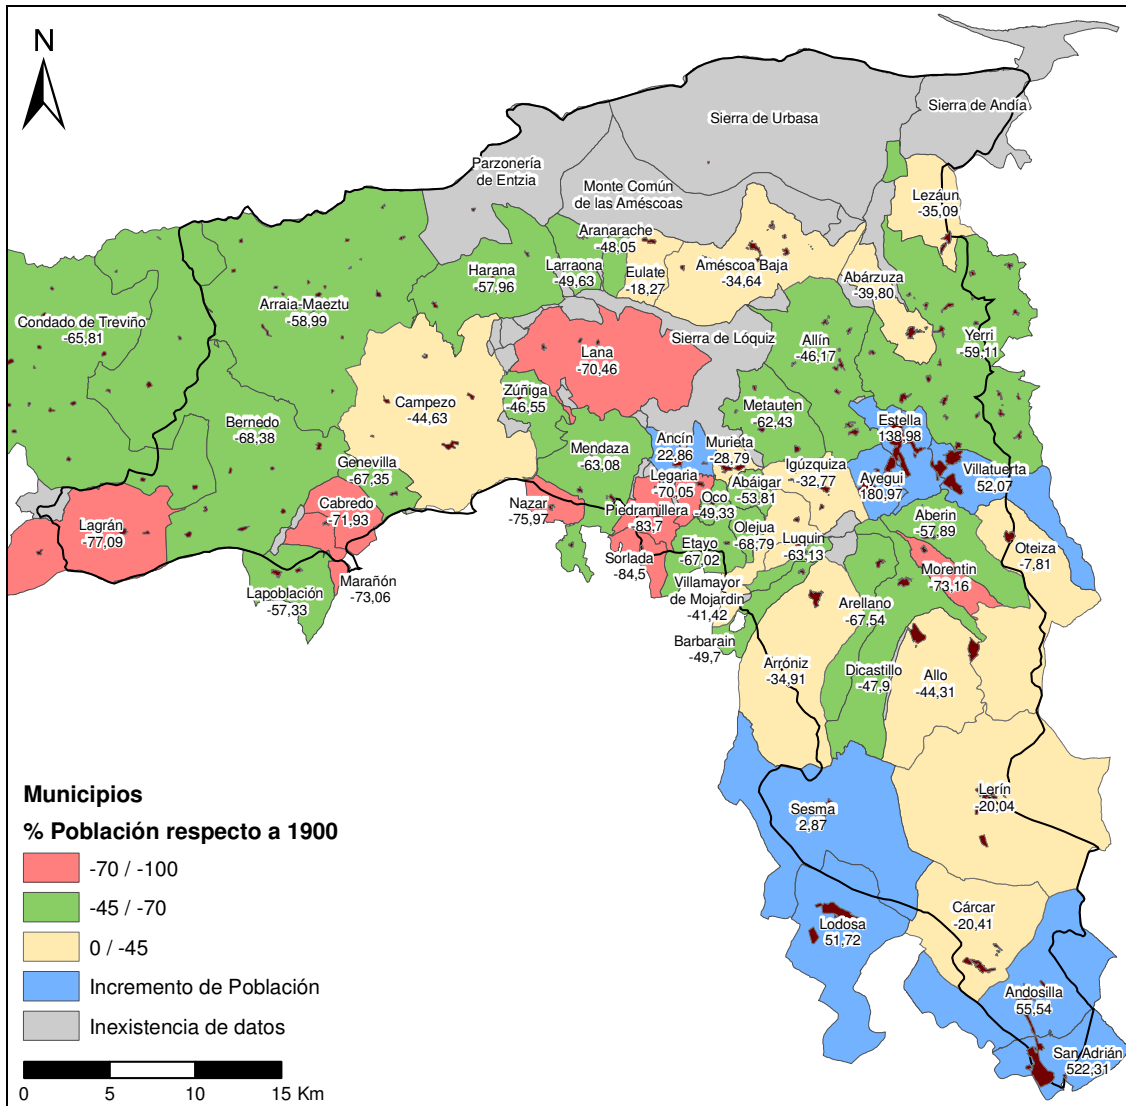 N
Sierra de Andía
Sierra de Urbasa
Parzonería
de Entzia
Monte Común
de las Améscoas
Lezáun
-35,09
Aranarache
-48,05
Harana
-57,96
Larraona
-49,63
Eulate
-18,27
Améscoa Baja
-34,64
Abárzuza
-39,80
Arraia-Maeztu
-58,99
Condado de Treviño
-65,81
Sierra de Lóquiz
Allín
-46,17
Yerri
-59,11
Lana
-70,46
Zúñiga
-46,55
Campezo
-44,63
Metauten
-62,43
Bernedo
-68,38
Estella
138,98
Mendaza
-63,08
Ancín
22,86
Murieta
-28,79
Genevilla
-67,35
Legaria
-70,05
Igúzquiza
-32,77
Ayegui
180,97
Villatuerta
52,07
Abáigar
-53,81
Oco
-49,33
Nazar
-75,97
Cabredo
-71,93
Piedramillera
-83,7
Lagrán
-77,09
Aberin
-57,89
Olejua
-68,79
Luquin
-63,13
Etayo
-67,02
Oteiza
-7,81
Sorlada
-84,5
Morentin
-73,16
Marañón
-73,06
Lapoblación
-57,33
Villamayor
de Mojardin
-41,42
Arellano
-67,54
Barbarain
-49,7
Arróniz
-34,91
Dicastillo
-47,9
Allo
-44,31
Lerín
-20,04
Sesma
2,87
Cárcar
-20,41
Lodosa
51,72
Andosilla
55,54
San Adrián
522,31
Municipios
% Población respecto a 1900
-70 / -100
-45 / -70
0 / -45
Incremento de Población
Inexistencia de datos
0 5 10 15 Km